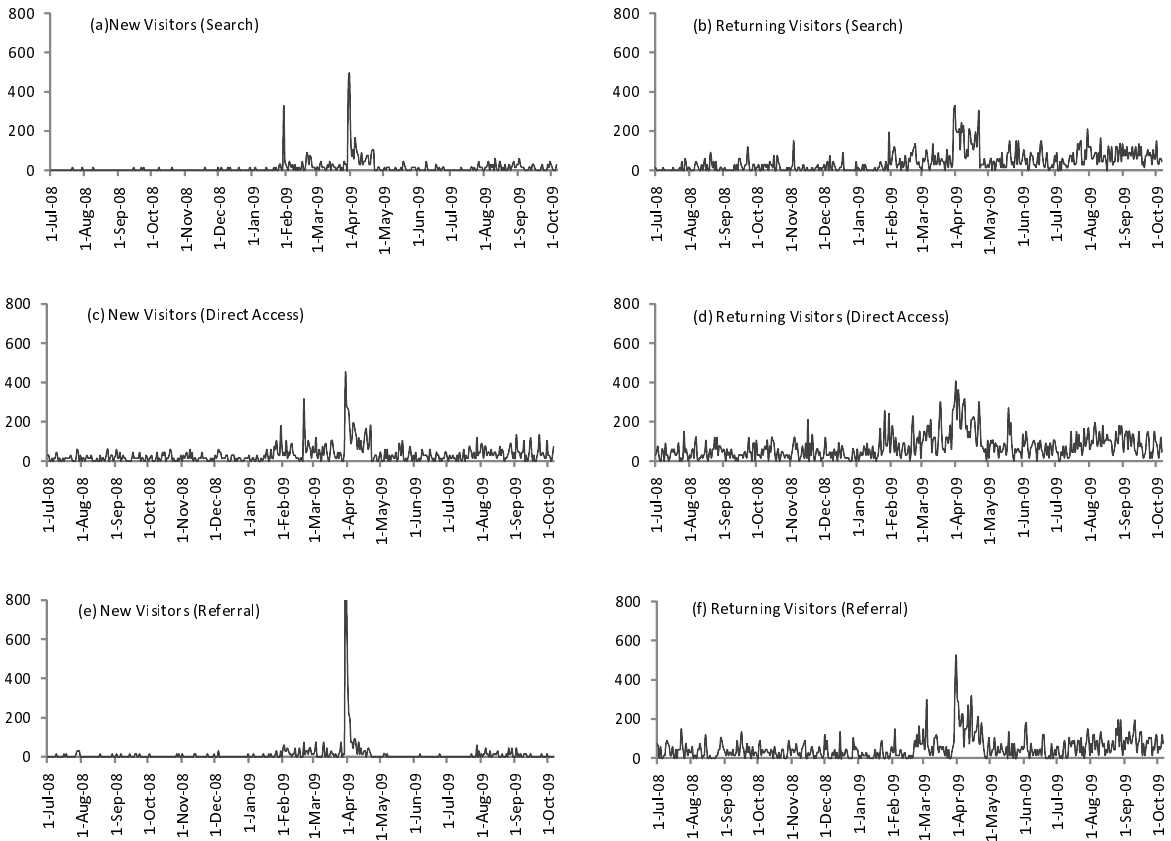 (a)New Visitors (Search)
800
600
400
200
0
1-Jul-08
1-Aug-08
1-Sep-08
1-Oct-08
1-Nov-08
1-Dec-08
1-Jan-09
1-Feb-09
1-Mar-09
1-Apr-09
1-May-09
1-Jun-09
1-Jul-09
1-Aug-09
1-Sep-09
1-Oct-09
(b) Returning Visitors (Search)
800
600
400
200
0
1-Jul-08
1-Aug-08
1-Sep-08
1-Oct-08
1-Nov-08
1-Dec-08
1-Jan-09
1-Feb-09
1-Mar-09
1-Apr-09
1-May-09
1-Jun-09
1-Jul-09
1-Aug-09
1-Sep-09
1-Oct-09
(c) New Visitors (Direct Access)
800
600
400
200
0
1-Jul-08
1-Aug-08
1-Sep-08
1-Oct-08
1-Nov-08
1-Dec-08
1-Jan-09
1-Feb-09
1-Mar-09
1-Apr-09
1-May-09
1-Jun-09
1-Jul-09
1-Aug-09
1-Sep-09
1-Oct-09
(d) Returning Visitors (Direct Access)
800
600
400
200
0
1-Jul-08
1-Aug-08
1-Sep-08
1-Oct-08
1-Nov-08
1-Dec-08
1-Jan-09
1-Feb-09
1-Mar-09
1-Apr-09
1-May-09
1-Jun-09
1-Jul-09
1-Aug-09
1-Sep-09
1-Oct-09
(e) New Visitors (Referral)
800
600
400
200
0
1-Jul-08
1-Aug-08
1-Sep-08
1-Oct-08
1-Nov-08
1-Dec-08
1-Jan-09
1-Feb-09
1-Mar-09
1-Apr-09
1-May-09
1-Jun-09
1-Jul-09
1-Aug-09
1-Sep-09
1-Oct-09
(f) Returning Visitors (Referral)
800
600
400
200
0
1-Jul-08
1-Aug-08
1-Sep-08
1-Oct-08
1-Nov-08
1-Dec-08
1-Jan-09
1-Feb-09
1-Mar-09
1-Apr-09
1-May-09
1-Jun-09
1-Jul-09
1-Aug-09
1-Sep-09
1-Oct-09